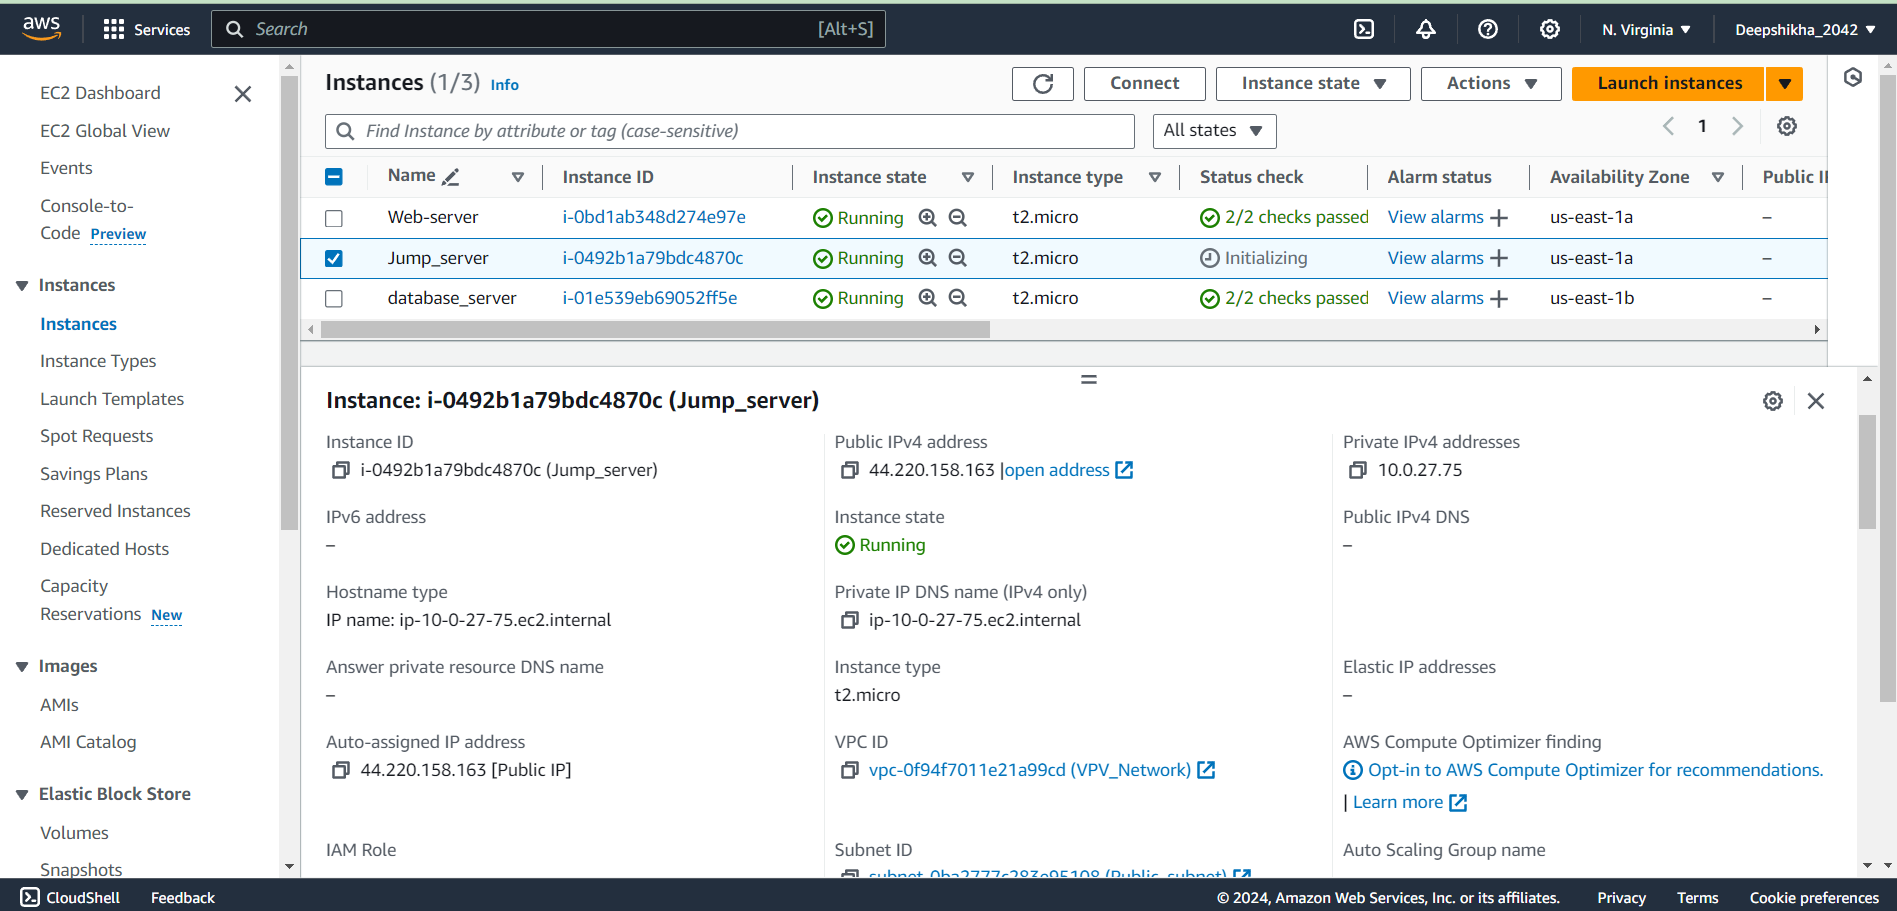 aws Services Search [Alt+S] N. Virginia Deepshikha_2042
EC2 Dashboard
EC2 Global View
Events
Console-to-
Code Preview
Instances
Instances
Instance Types
Launch Templates
Spot Requests
Savings Plans
Reserved Instances
Dedicated Hosts
Capacity
Reservations New
Images
AMIs
AMI Catalog
Elastic Block Store
Volumes
Snapshots
Instances (1/3) Info Connect Instance state Actions Launch instances
Find Instance by attribute or tag (case-sensitive) All states 1
Name Instance ID Instance state Instance type Status check Alarm status Availability Zone Public
Web-server i-0bd1ab348d274e97e Running t2.micro 2/2 checks passed View alarms + us-east-1a –
Jump_server i-0492b1a79bdc4870c Running t2.micro Initializing View alarms + us-east-1a –
database_server i-01e539eb69052ff5e Running t2.micro 2/2 checks passed View alarms + us-east-1b –
Instance: i-0492b1a79bdc4870c (Jump_server)
Instance ID
i-0492b1a79bdc4870c (Jump_server)
Public IPv4 address
44.220.158.163 |open address
Private IPv4 addresses
10.0.27.75
IPv6 address
–
Instance state
Running
Public IPv4 DNS
–
Hostname type
IP name: ip-10-0-27-75.ec2.internal
Private IP DNS name (IPv4 only)
ip-10-0-27-75.ec2.internal
Answer private resource DNS name
–
Instance type
t2.micro
Elastic IP addresses
–
Auto-assigned IP address
44.220.158.163 [Public IP]
VPC ID
vpc-0f94f7011e21a99cd (VPV_Network)
AWS Compute Optimizer finding
Opt-in to AWS Compute Optimizer for recommendations.
| Learn more
IAM Role
Subnet ID
subnet-0ba2777c283e95108 (Public_subnet)
Auto Scaling Group name
CloudShell Feedback © 2024, Amazon Web Services, Inc. or its affiliates. Privacy Terms Cookie preferences